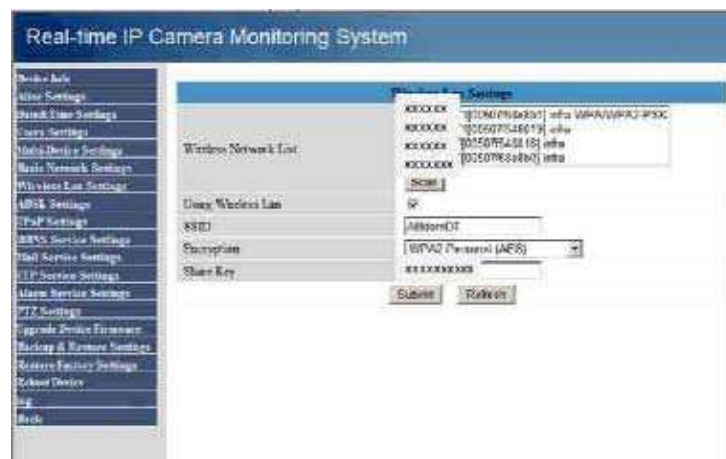 Real-time IP Camera Monitoring System
Device Info
Alias Settings
Date&Time Settings
Users Settings
Multi-Device Settings
Basic Network Settings
Wireless Lan Settings
ADSL Settings
UPnP Settings
DDNS Service Settings
Mail Service Settings
FTP Service Settings
Alarm Service Settings
PTZ Settings
Upgrade Device Firmware
Backup & Restore Settings
Restore Factory Settings
Reboot Device
Log
Back
Wireless Lan Settings
Wireless Network List
infra WPA/WPA2-PSK
infra
infra
infra
Scan
Using Wireless Lan
SSID
Encryption
WPA2 Personal (AES)
Share Key
xxxxxxxxx
Submit
Refresh